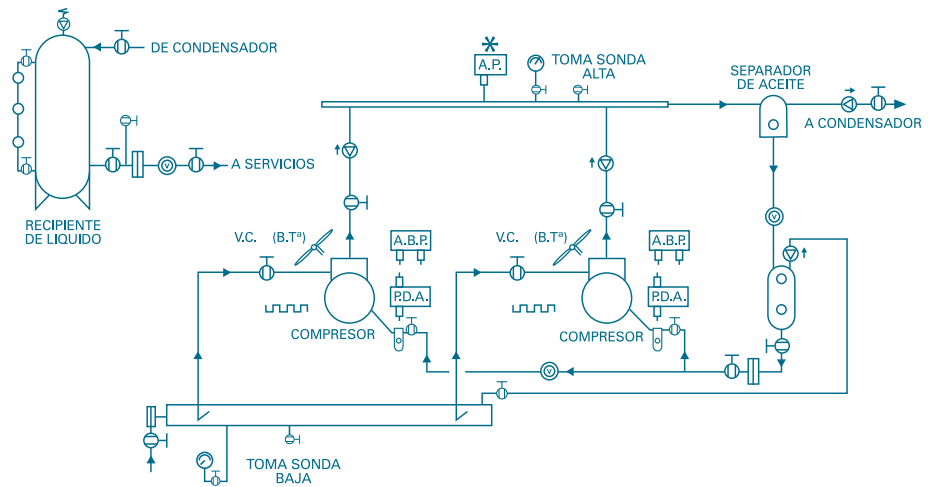 DE CONDENSADOR
A.P.
TOMA SONDA
ALTA
SEPARADOR
DE ACEITE
A CONDENSADOR
V
A SERVICIOS
RECIPIENTE
DE LIQUIDO
V
V.C. (B.Tª)
A.B.P.
V.C. (B.Tª)
A.B.P.
P.D.A.
P.D.A.
COMPRESOR
COMPRESOR
V
V
TOMA SONDA
BAJA